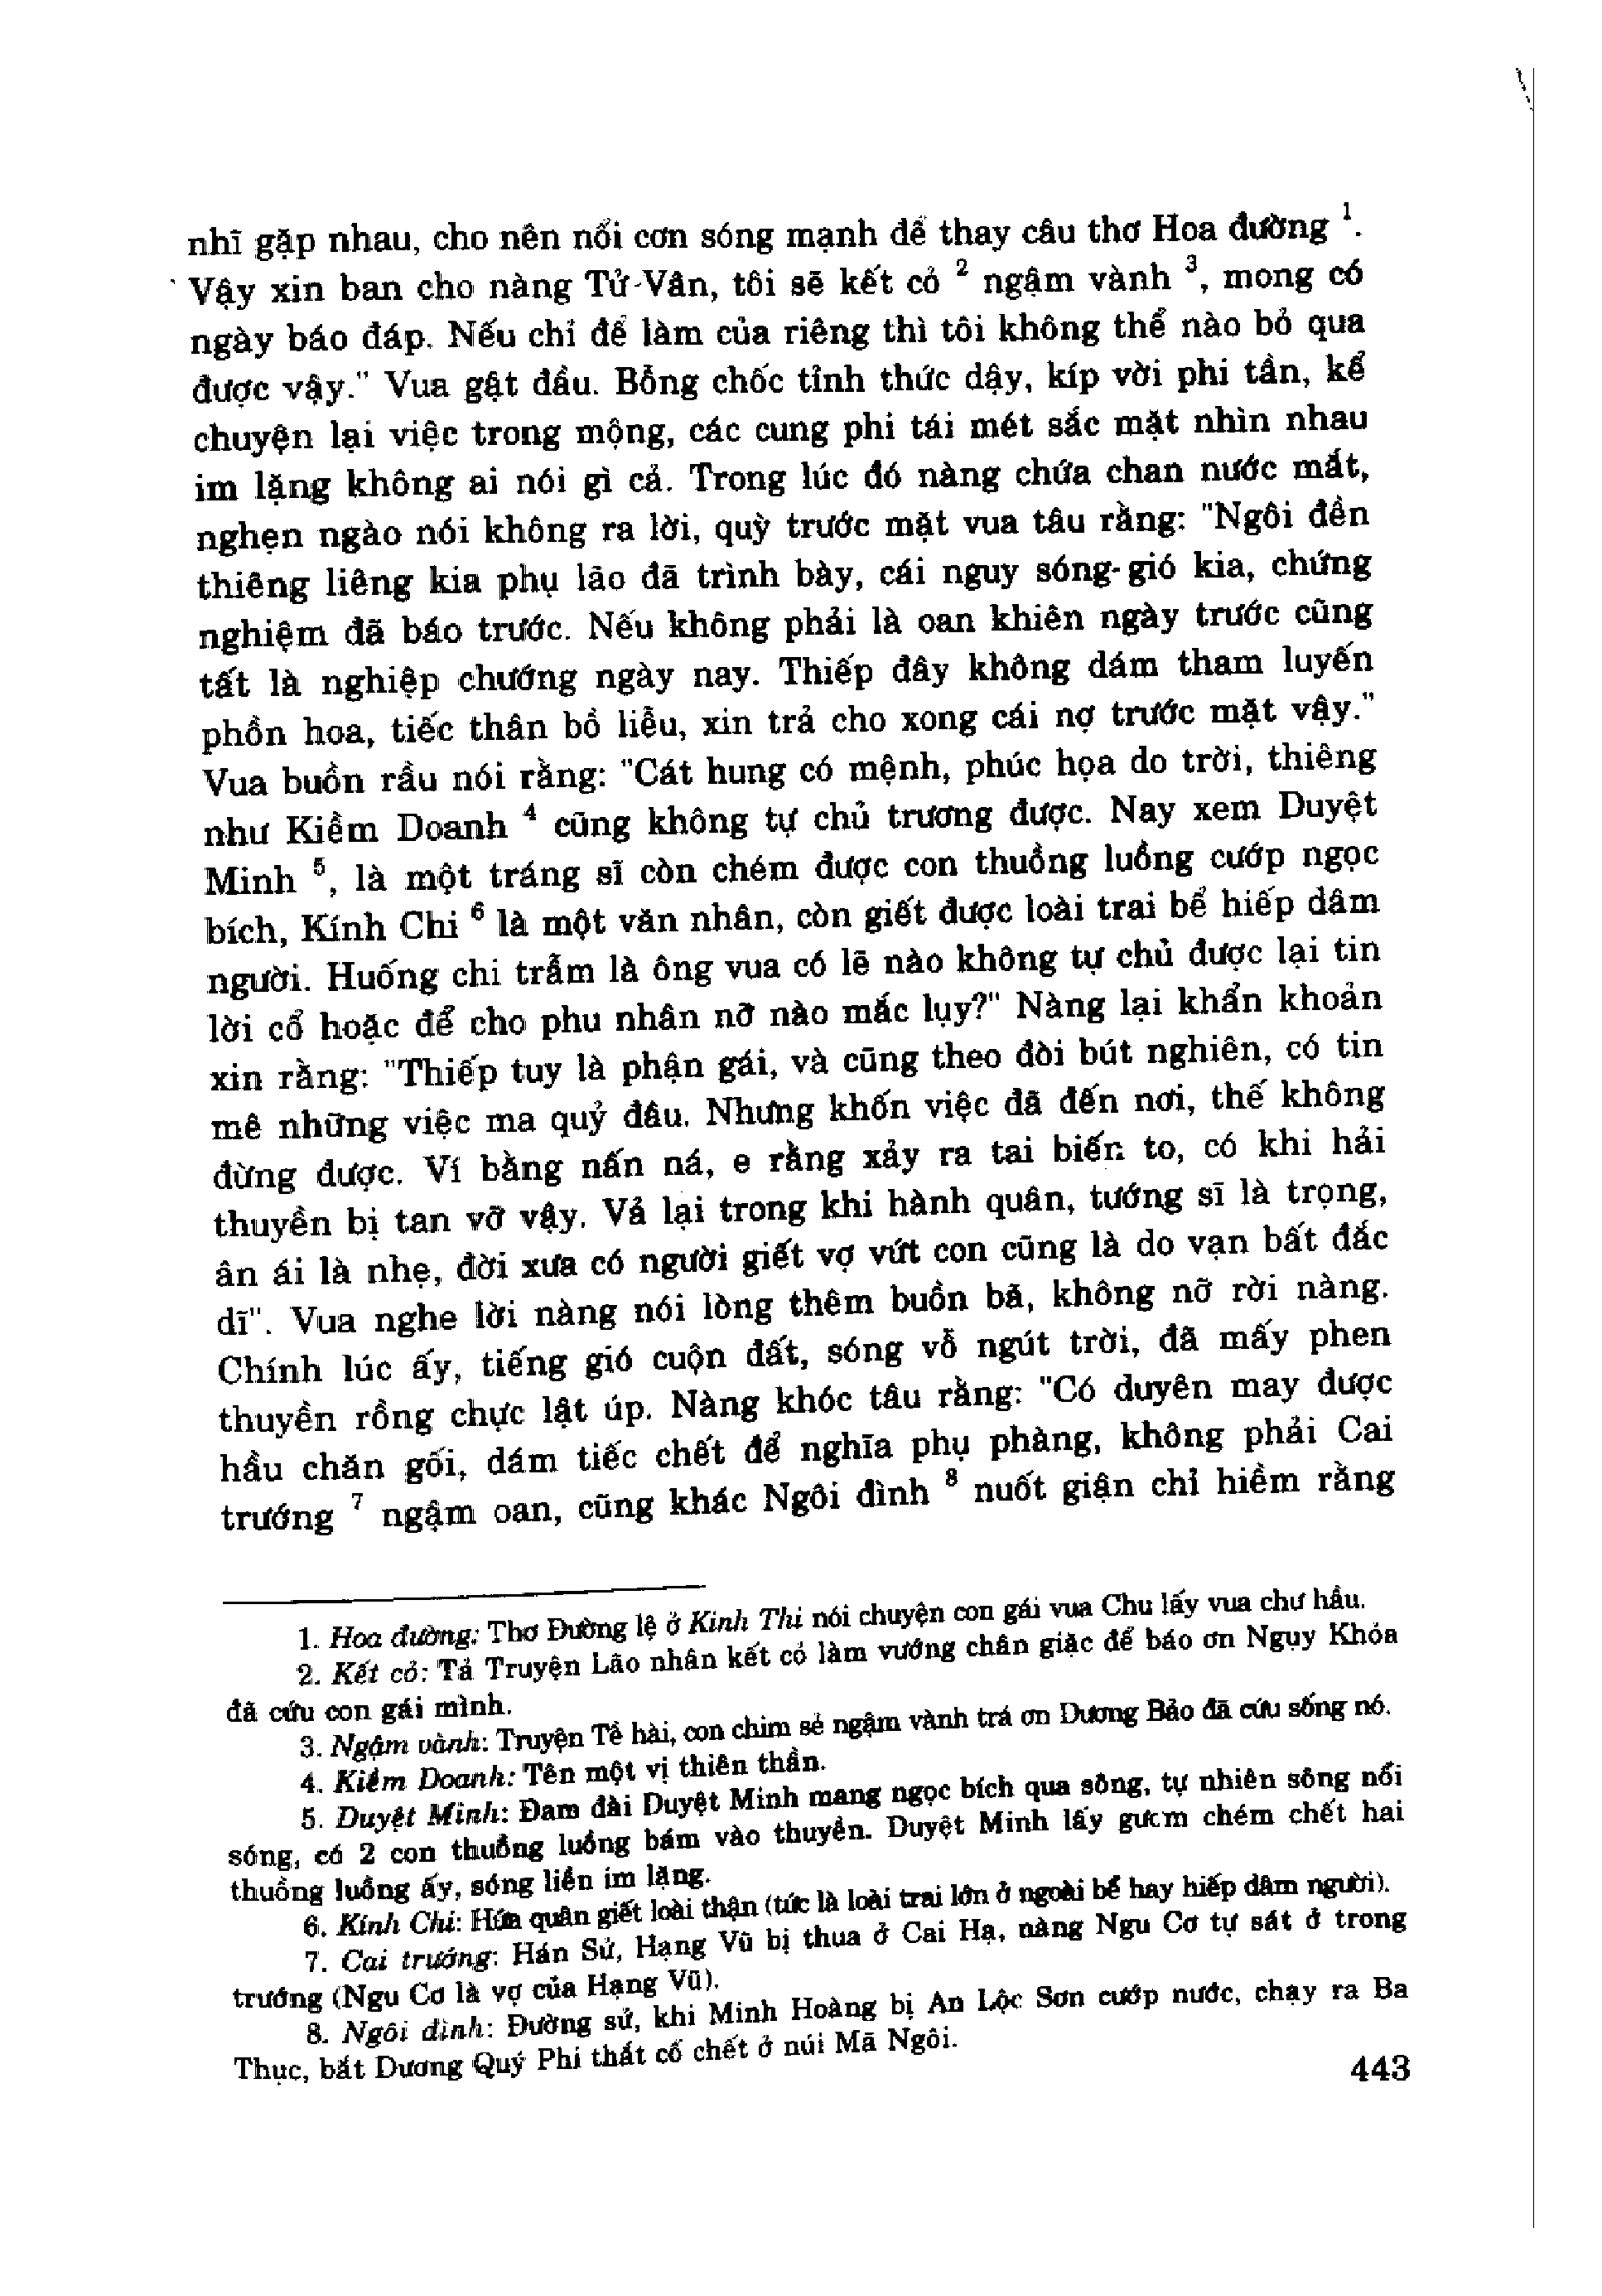 nhĩ gặp nhau, cho nên nổi cơn sóng mạnh để thay câu thơ Hoa đường ¹.
Vậy xin ban cho nàng Tử Vân, tôi sẽ kết cỏ ² ngậm vành ³, mong có
ngày báo đáp. Nếu chỉ để làm của riêng thì tôi không thể nào bỏ qua
được vậy." Vua gật đầu. Bỗng chốc tỉnh thức dậy, kíp vời phi tần, kể
chuyện lại việc trong mộng, các cung phi tái mét sắc mặt nhìn nhau
im lặng không ai nói gì cả. Trong lúc đó nàng chứa chan nước mắt,
nghẹn ngào nói không ra lời, quỳ trước mặt vua tâu rằng: "Ngôi đền
thiêng liêng kia phụ lão đã trình bày, cái nguy sóng gió kia, chứng
nghiệm đã báo trước. Nếu không phải là oan khiên ngày trước cũng
tất là nghiệp chướng ngày nay. Thiếp đây không dám tham luyến
phồn hoa, tiếc thân bồ liễu, xin trả cho xong cái nợ trước mặt vậy."
Vua buồn rầu nói rằng: "Cát hung có mệnh, phúc họa do trời, thiêng
như Kiềm Doanh ⁴ cũng không tự chủ trương được. Nay xem Duyệt
Minh ⁵, là một tráng sĩ còn chém được con thuồng luồng cướp ngọc
bích, Kính Chi ⁶ là một văn nhân, còn giết được loài trai bể hiếp dâm
người. Huống chi trẫm là ông vua có lẽ nào không tự chủ được lại tin
lời cổ hoặc để cho phu nhân nỡ nào mắc lụy?" Nàng lại khẩn khoản
xin rằng: "Thiếp tuy là phận gái, và cũng theo đòi bút nghiên, có tin
mê những việc ma quỷ đâu. Nhưng khốn việc đã đến nơi, thế không
đừng được. Ví bằng nấn ná, e rằng xảy ra tai biến to, có khi hải
thuyền bị tan vỡ vậy. Vả lại trong khi hành quân, tướng sĩ là trọng,
ân ái là nhẹ, đời xưa có người giết vợ vứt con cũng là do vạn bất đắc
dĩ". Vua nghe lời nàng nói lòng thêm buồn bã, không nỡ rời nàng.
Chính lúc ấy, tiếng gió cuộn đất, sóng vỗ ngút trời, đã mấy phen
thuyền rồng chực lật úp. Nàng khóc tâu rằng: "Có duyên may được
hầu chăn gối, dám tiếc chết để nghĩa phụ phàng, không phải Cai
trướng ⁷ ngậm oan, cũng khác Ngôi đình ⁸ nuốt giận chỉ hiềm rằng
1. Hoa đường: Thơ Đường lệ ở Kinh Thi nói chuyện con gái vua Chu lấy vua chư hầu.
2. Kết cỏ: Tả Truyện Lão nhân kết cỏ làm vướng chân giặc để báo ơn Ngụy Khỏa
đã cứu con gái mình.
3. Ngậm vành: Truyện Tề hài, con chim sẻ ngậm vành trả ơn Dương Bảo đã cứu sống nó.
4. Kiềm Doanh: Tên một vị thiên thần.
5. Duyệt Minh: Đam đài Duyệt Minh mang ngọc bích qua sông, tự nhiên sông nổi
sóng, có 2 con thuồng luồng bám vào thuyền. Duyệt Minh lấy gươm chém chết hai
thuồng luồng ấy, sóng liền im lặng.
6. Kính Chi: Hứa quân giết loài thận (tức là loài trai lớn ở ngoài bể hay hiếp dâm người).
7. Cai trướng: Hán Sử, Hạng Vũ bị thua ở Cai Hạ, nàng Ngu Cơ tự sát ở trong
trướng (Ngu Cơ là vợ của Hạng Vũ).
8. Ngôi đình: Đường sử, khi Minh Hoàng bị An Lộc Sơn cướp nước, chạy ra Ba
Thục, bắt Dương Quý Phi thắt cổ chết ở núi Mã Ngôi.
443